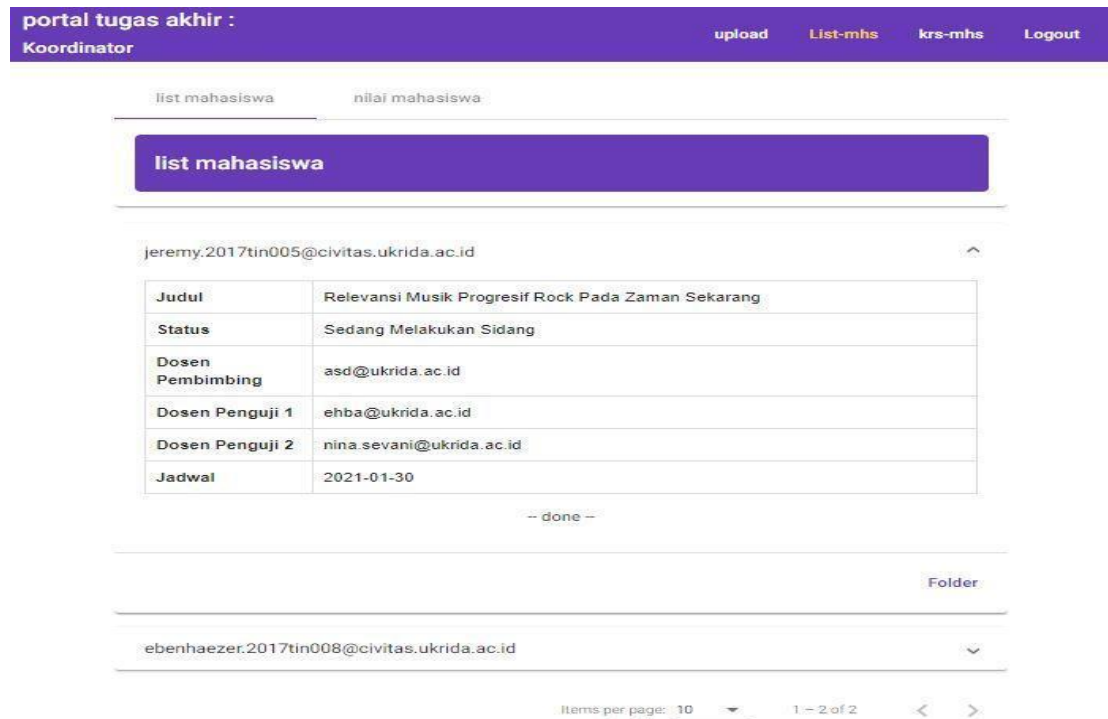 portal tugas akhir :
Koordinator
upload List-mhs krs-mhs Logout
list mahasiswa nilai mahasiswa
list mahasiswa
jeremy.2017tin005@civitas.ukrida.ac.id
Judul Relevansi Musik Progresif Rock Pada Zaman Sekarang
Status Sedang Melakukan Sidang
Dosen
Pembimbing asd@ukrida.ac.id
Dosen Penguji 1 ehba@ukrida.ac.id
Dosen Penguji 2 nina.sevani@ukrida.ac.id
Jadwal 2021-01-30
-- done --
Folder
ebenhaezer.2017tin008@civitas.ukrida.ac.id
Items per page: 10 1 – 2 of 2